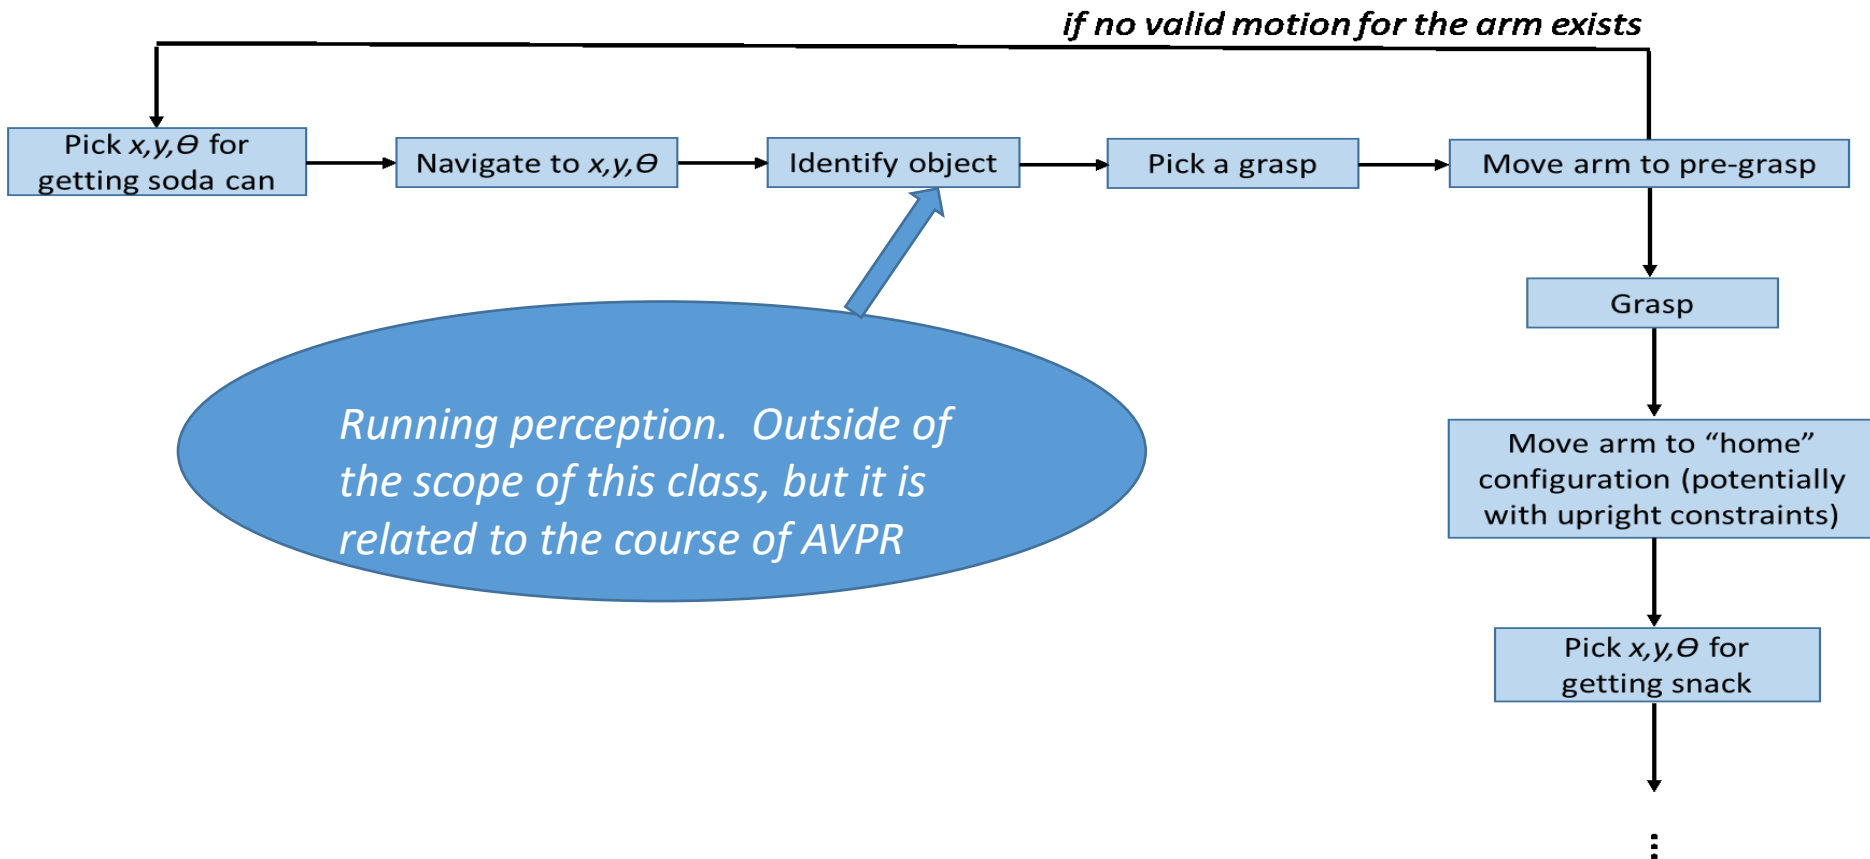 if no valid motion for the arm exists
Pick x,y,Θ for
getting soda can
Navigate to x,y,Θ
Identify object
Pick a grasp
Move arm to pre-grasp
Grasp
Running perception.  Outside of
the scope of this class, but it is
related to the course of AVPR
Move arm to “home”
configuration (potentially
with upright constraints)
Pick x,y,Θ for
getting snack
⋮